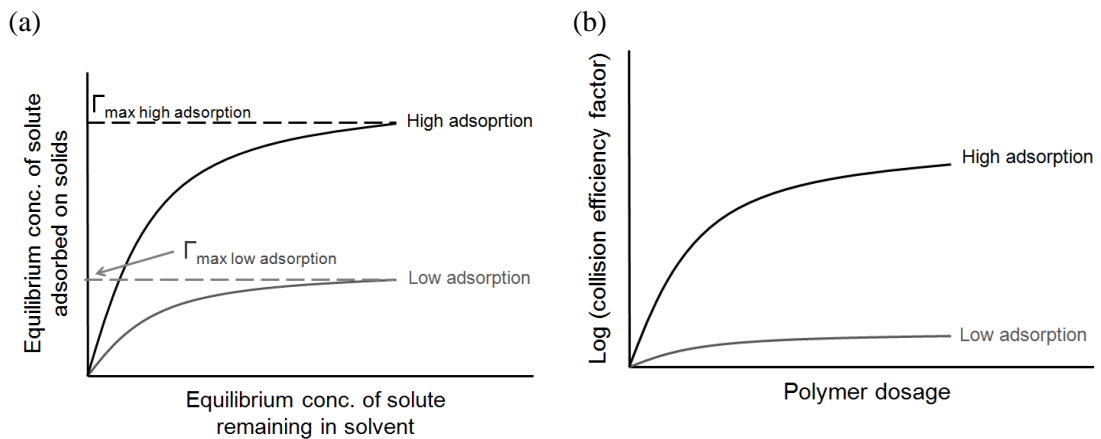 (a)
Equilibrium conc. of solute
adsorbed on solids
Γmax high adsorption
High adsoprtion
Γmax low adsorption
Low adsorption
Equilibrium conc. of solute
remaining in solvent
(b)
Log (collision efficiency factor)
High adsorption
Low adsorption
Polymer dosage